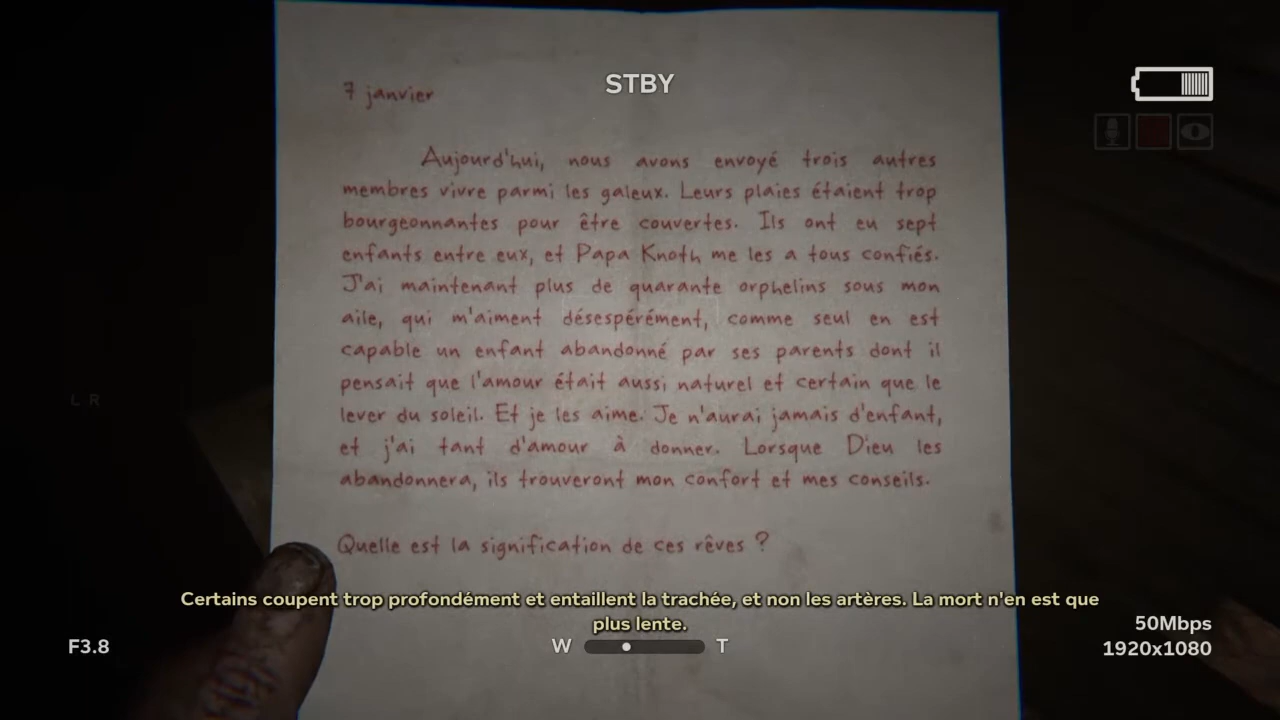 STBY
7 janvier
Aujourd'hui, nous avons envoyé trois autres
membres vivre parmi les galeux. Leurs plaies étaient trop
bourgeonnantes pour être couvertes. Ils ont eu sept
enfants entre eux, et Papa Knoth me les a tous confiés.
J'ai maintenant plus de quarante orphelins sous mon
aile, qui m'aiment désespérément, comme seul en est
capable un enfant abandonné par ses parents dont il
pensait que l'amour était aussi naturel et certain que le
lever du soleil. Et je les aime. Je n'aurai jamais d'enfant,
et j'ai tant d'amour à donner. Lorsque Dieu les
abandonnera, ils trouveront mon confort et mes conseils.
L R
Quelle est la signification de ces rêves ?
Certains coupent trop profondément et entaillent la trachée, et non les artères. La mort n'en est que
plus lente.
F3.8
W T
50Mbps
1920x1080